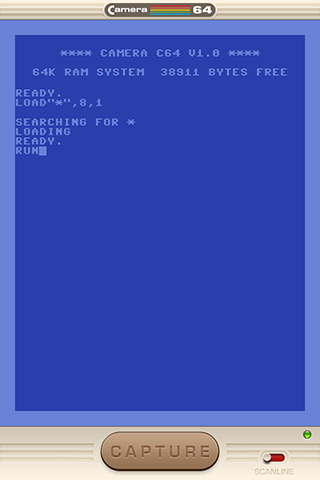 Camera 64
**** CAMERA C64 V1.0 ****
64K RAM SYSTEM  38911 BYTES FREE
READY.
LOAD"*",8,1
SEARCHING FOR *
LOADING
READY.
RUN
CAPTURE
SCANLINE